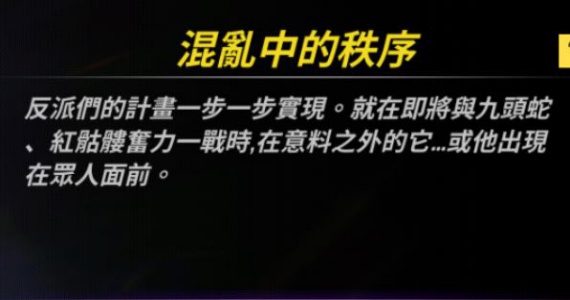 混亂中的秩序
反派們的計畫一步一步實現。就在即將與九頭蛇
、紅骷髏奮力一戰時,在意料之外的它…或他出現
在眾人面前。